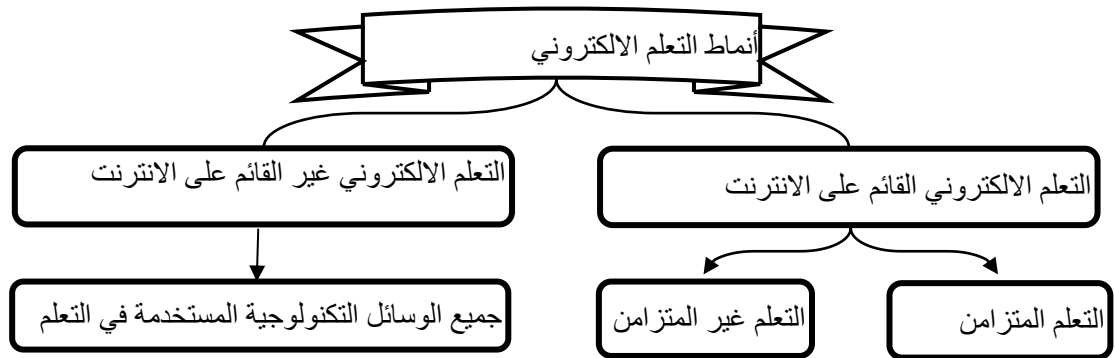 أنماط التعلم الالكتروني
التعلم الالكتروني القائم على الانترنت
التعلم الالكتروني غير القائم على الانترنت
التعلم المتزامن
التعلم غير المتزامن
جميع الوسائل التكنولوجية المستخدمة في التعلم